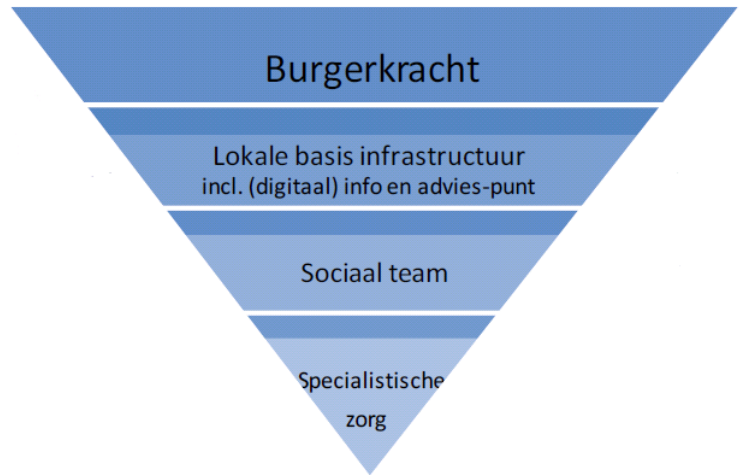 Burgerkracht
Lokale basis infrastructuur
incl. (digitaal) info en advies-punt
Sociaal team
Specialistische
zorg